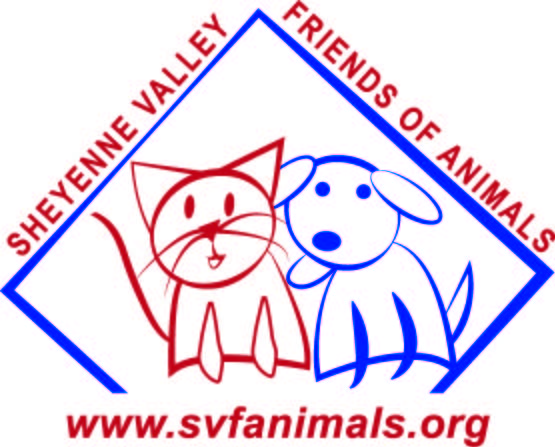 SHEYENNE VALLEY
FRIENDS OF ANIMALS
www.svfanimals.org